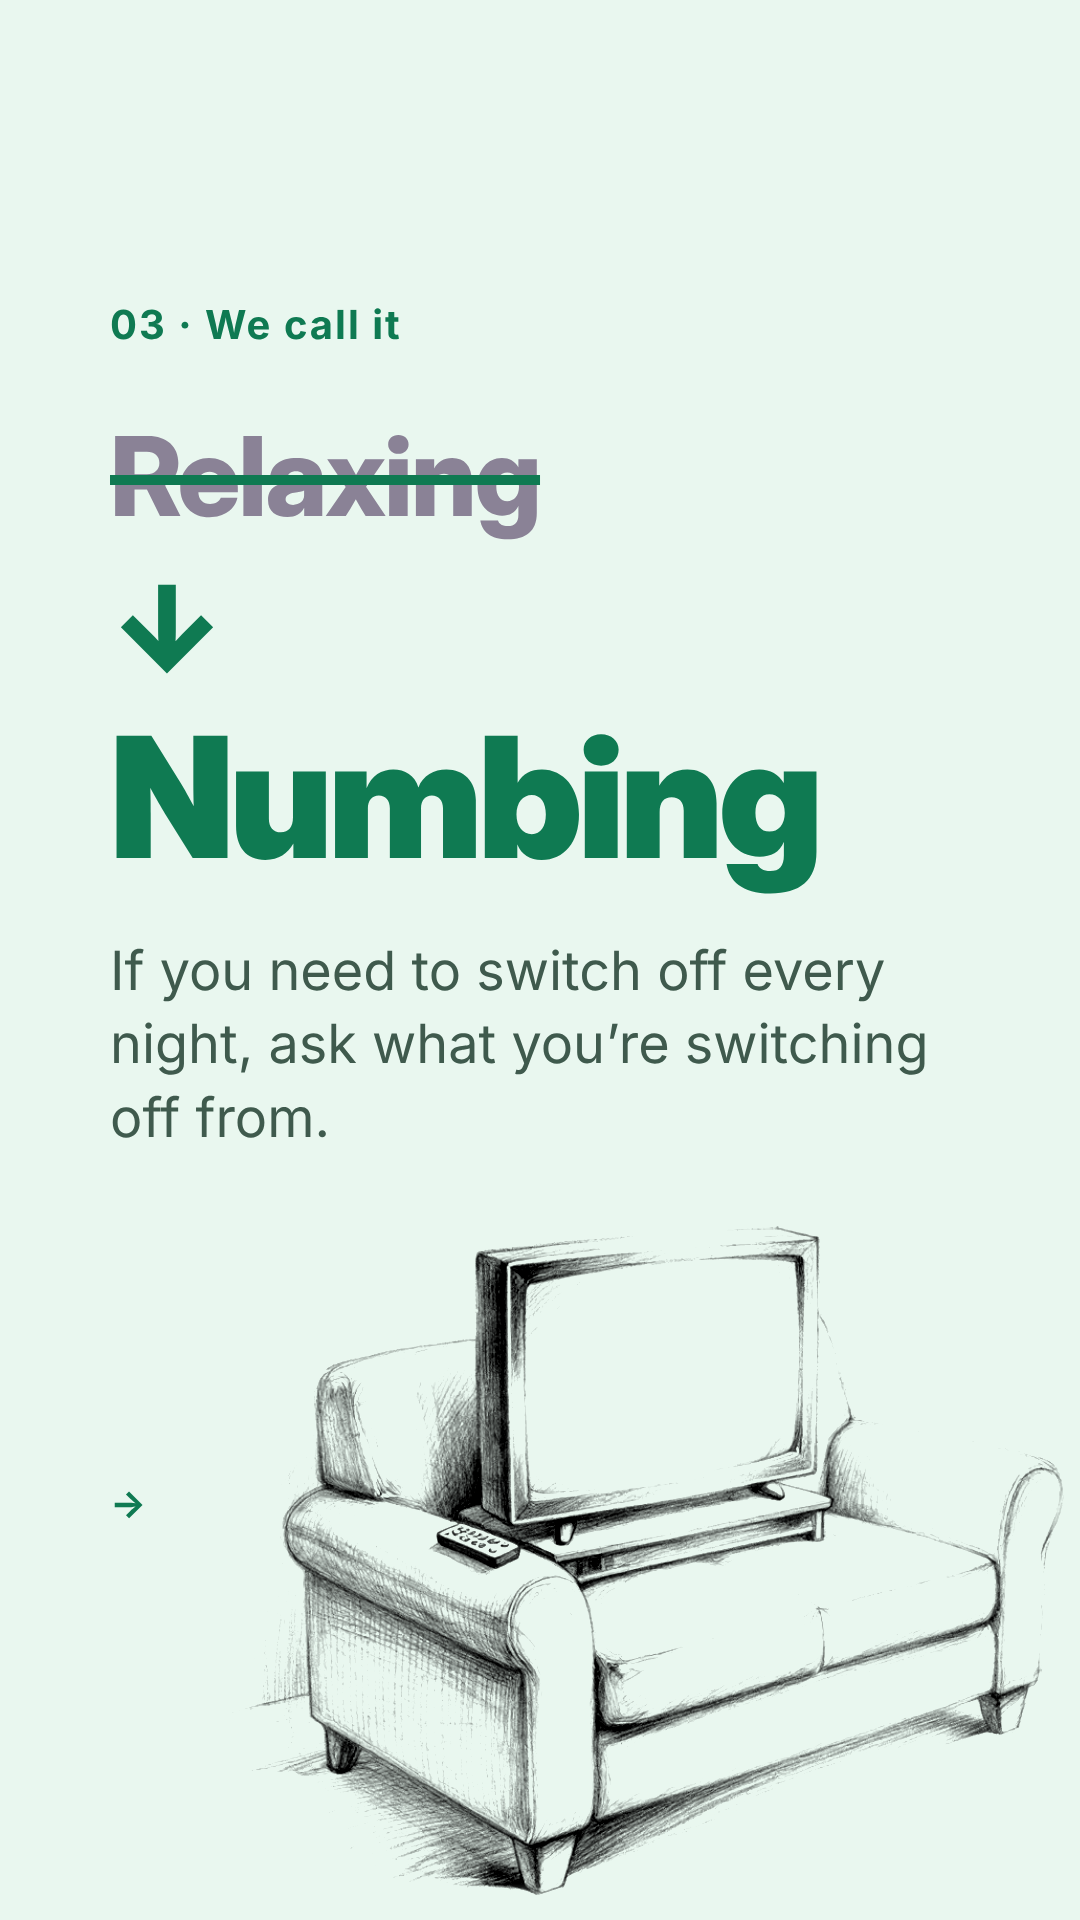 03 · We call it
Relaxing
↓
Numbing
If you need to switch off every
night, ask what you’re switching
off from.
→